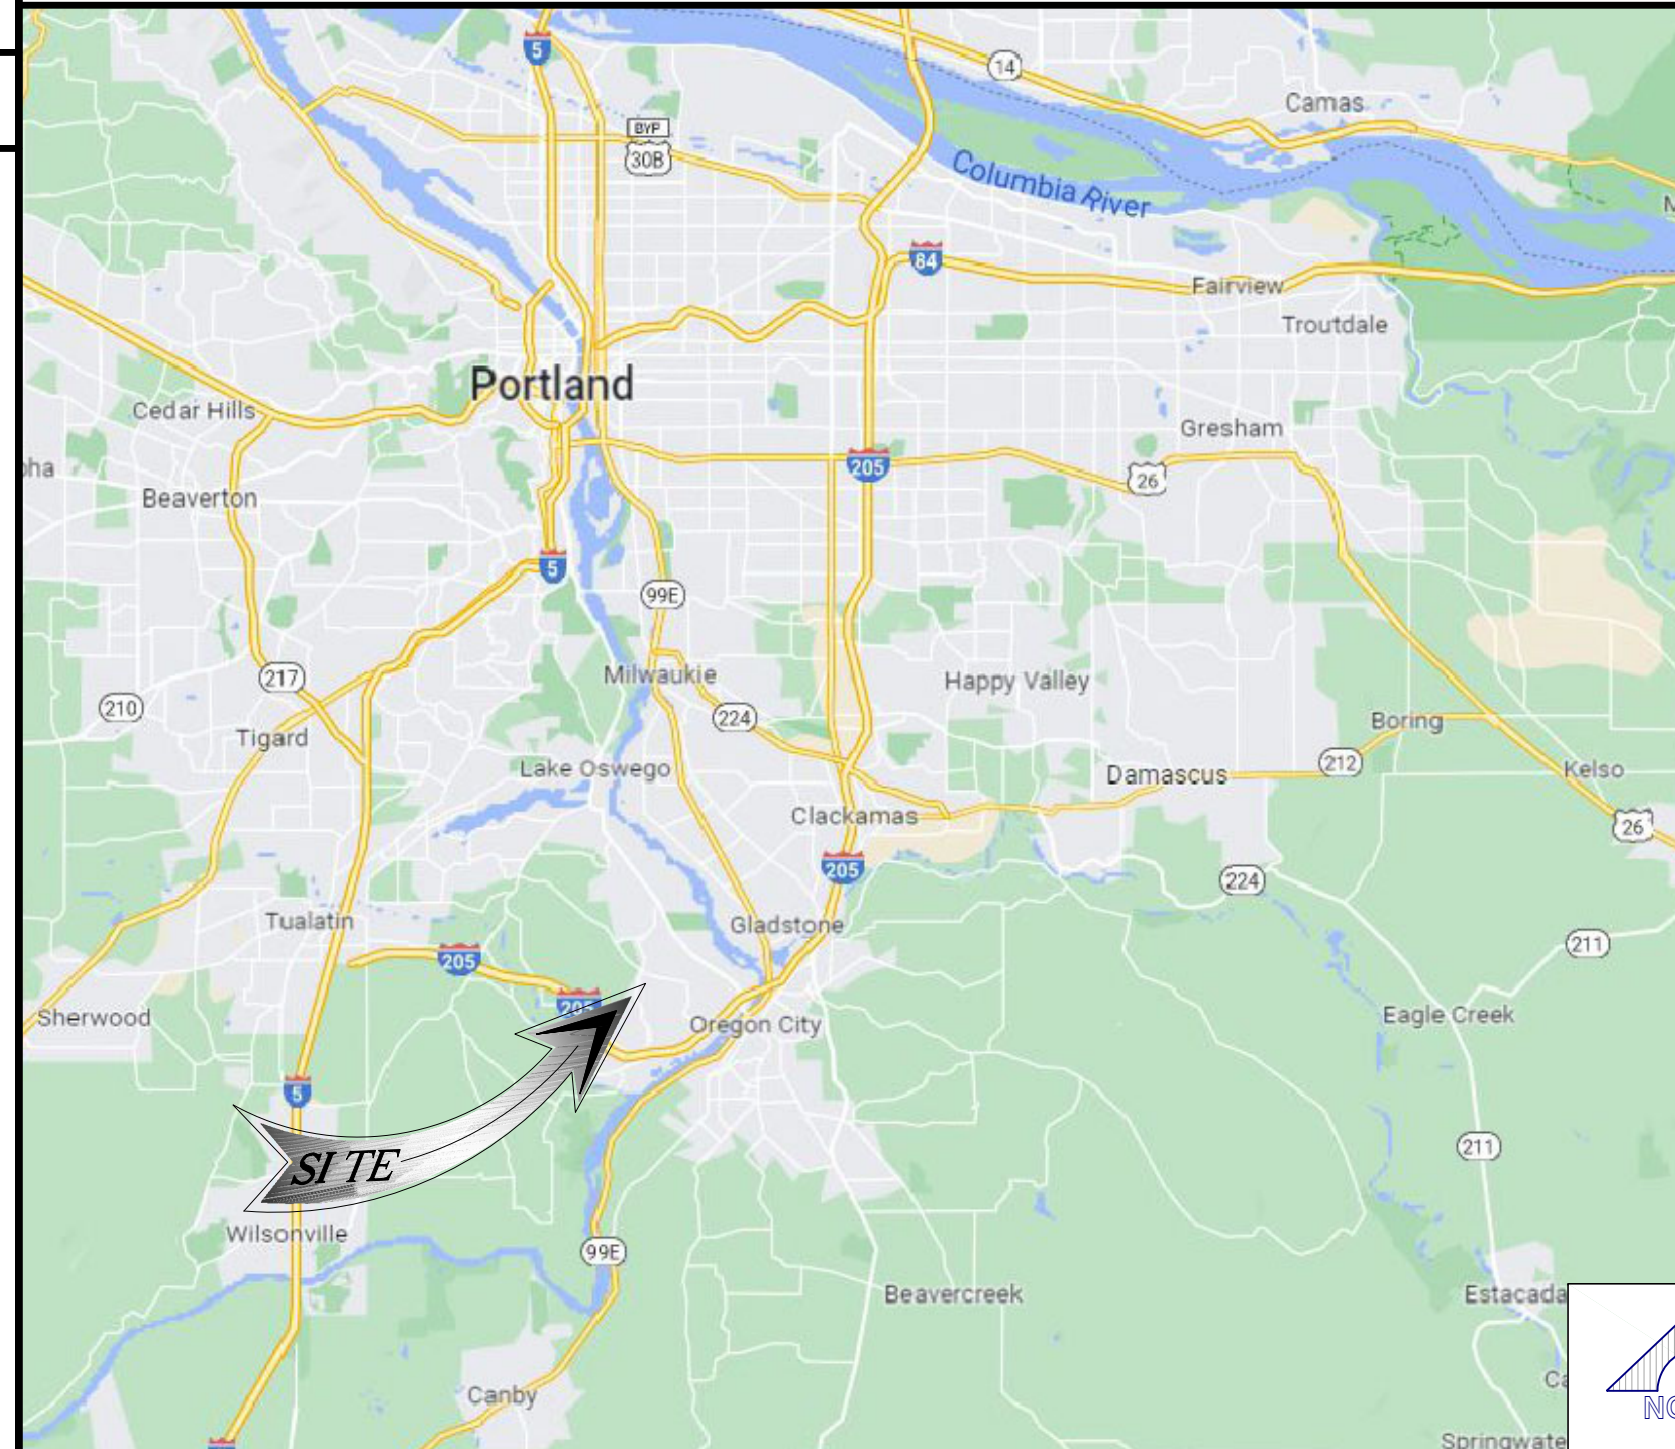 5
14
Camas
BYP
30B
Columbia River
84
Fairview
Troutdale
Portland
Cedar Hills
Gresham
205
26
Beaverton
5
99E
217
Milwaukie
Happy Valley
210
224
Boring
Tigard
Lake Oswego
Damascus
212
Kelso
Clackamas
26
205
224
Tualatin
Gladstone
211
205
205
Sherwood
Oregon City
Eagle Creek
5
211
SITE
Wilsonville
99E
Beavercreek
Estacada
Canby